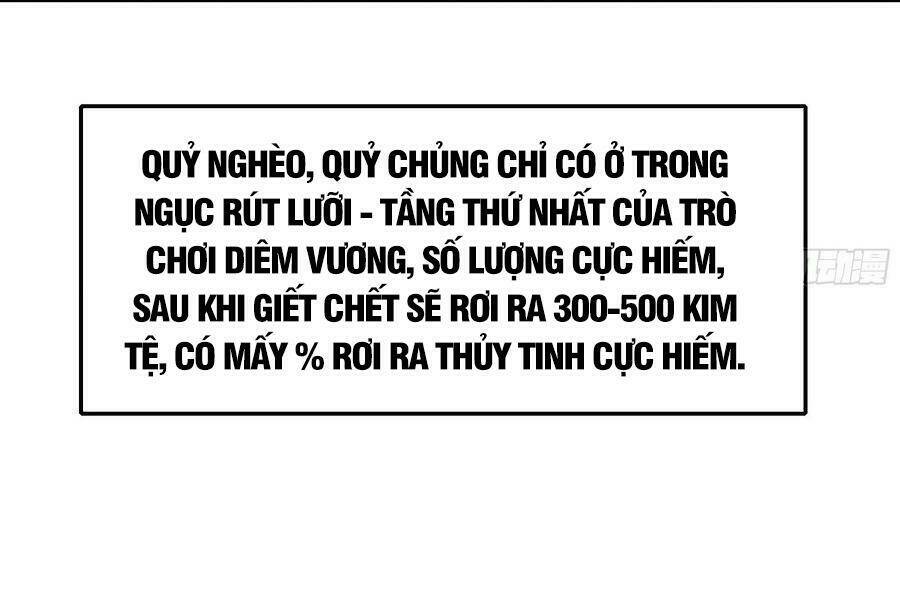 QUỶ NGHÈO, QUỶ CHỦNG CHỈ CÓ Ở TRONG
NGỤC RÚT LƯỠI - TẦNG THỨ NHẤT CỦA TRÒ
CHƠI DIÊM VƯƠNG, SỐ LƯỢNG CỰC HIẾM,
SAU KHI GIẾT CHẾT SẼ RƠI RA 300-500 KIM
TỆ, CÓ MẤY % RƠI RA THỦY TINH CỰC HIẾM.
动漫